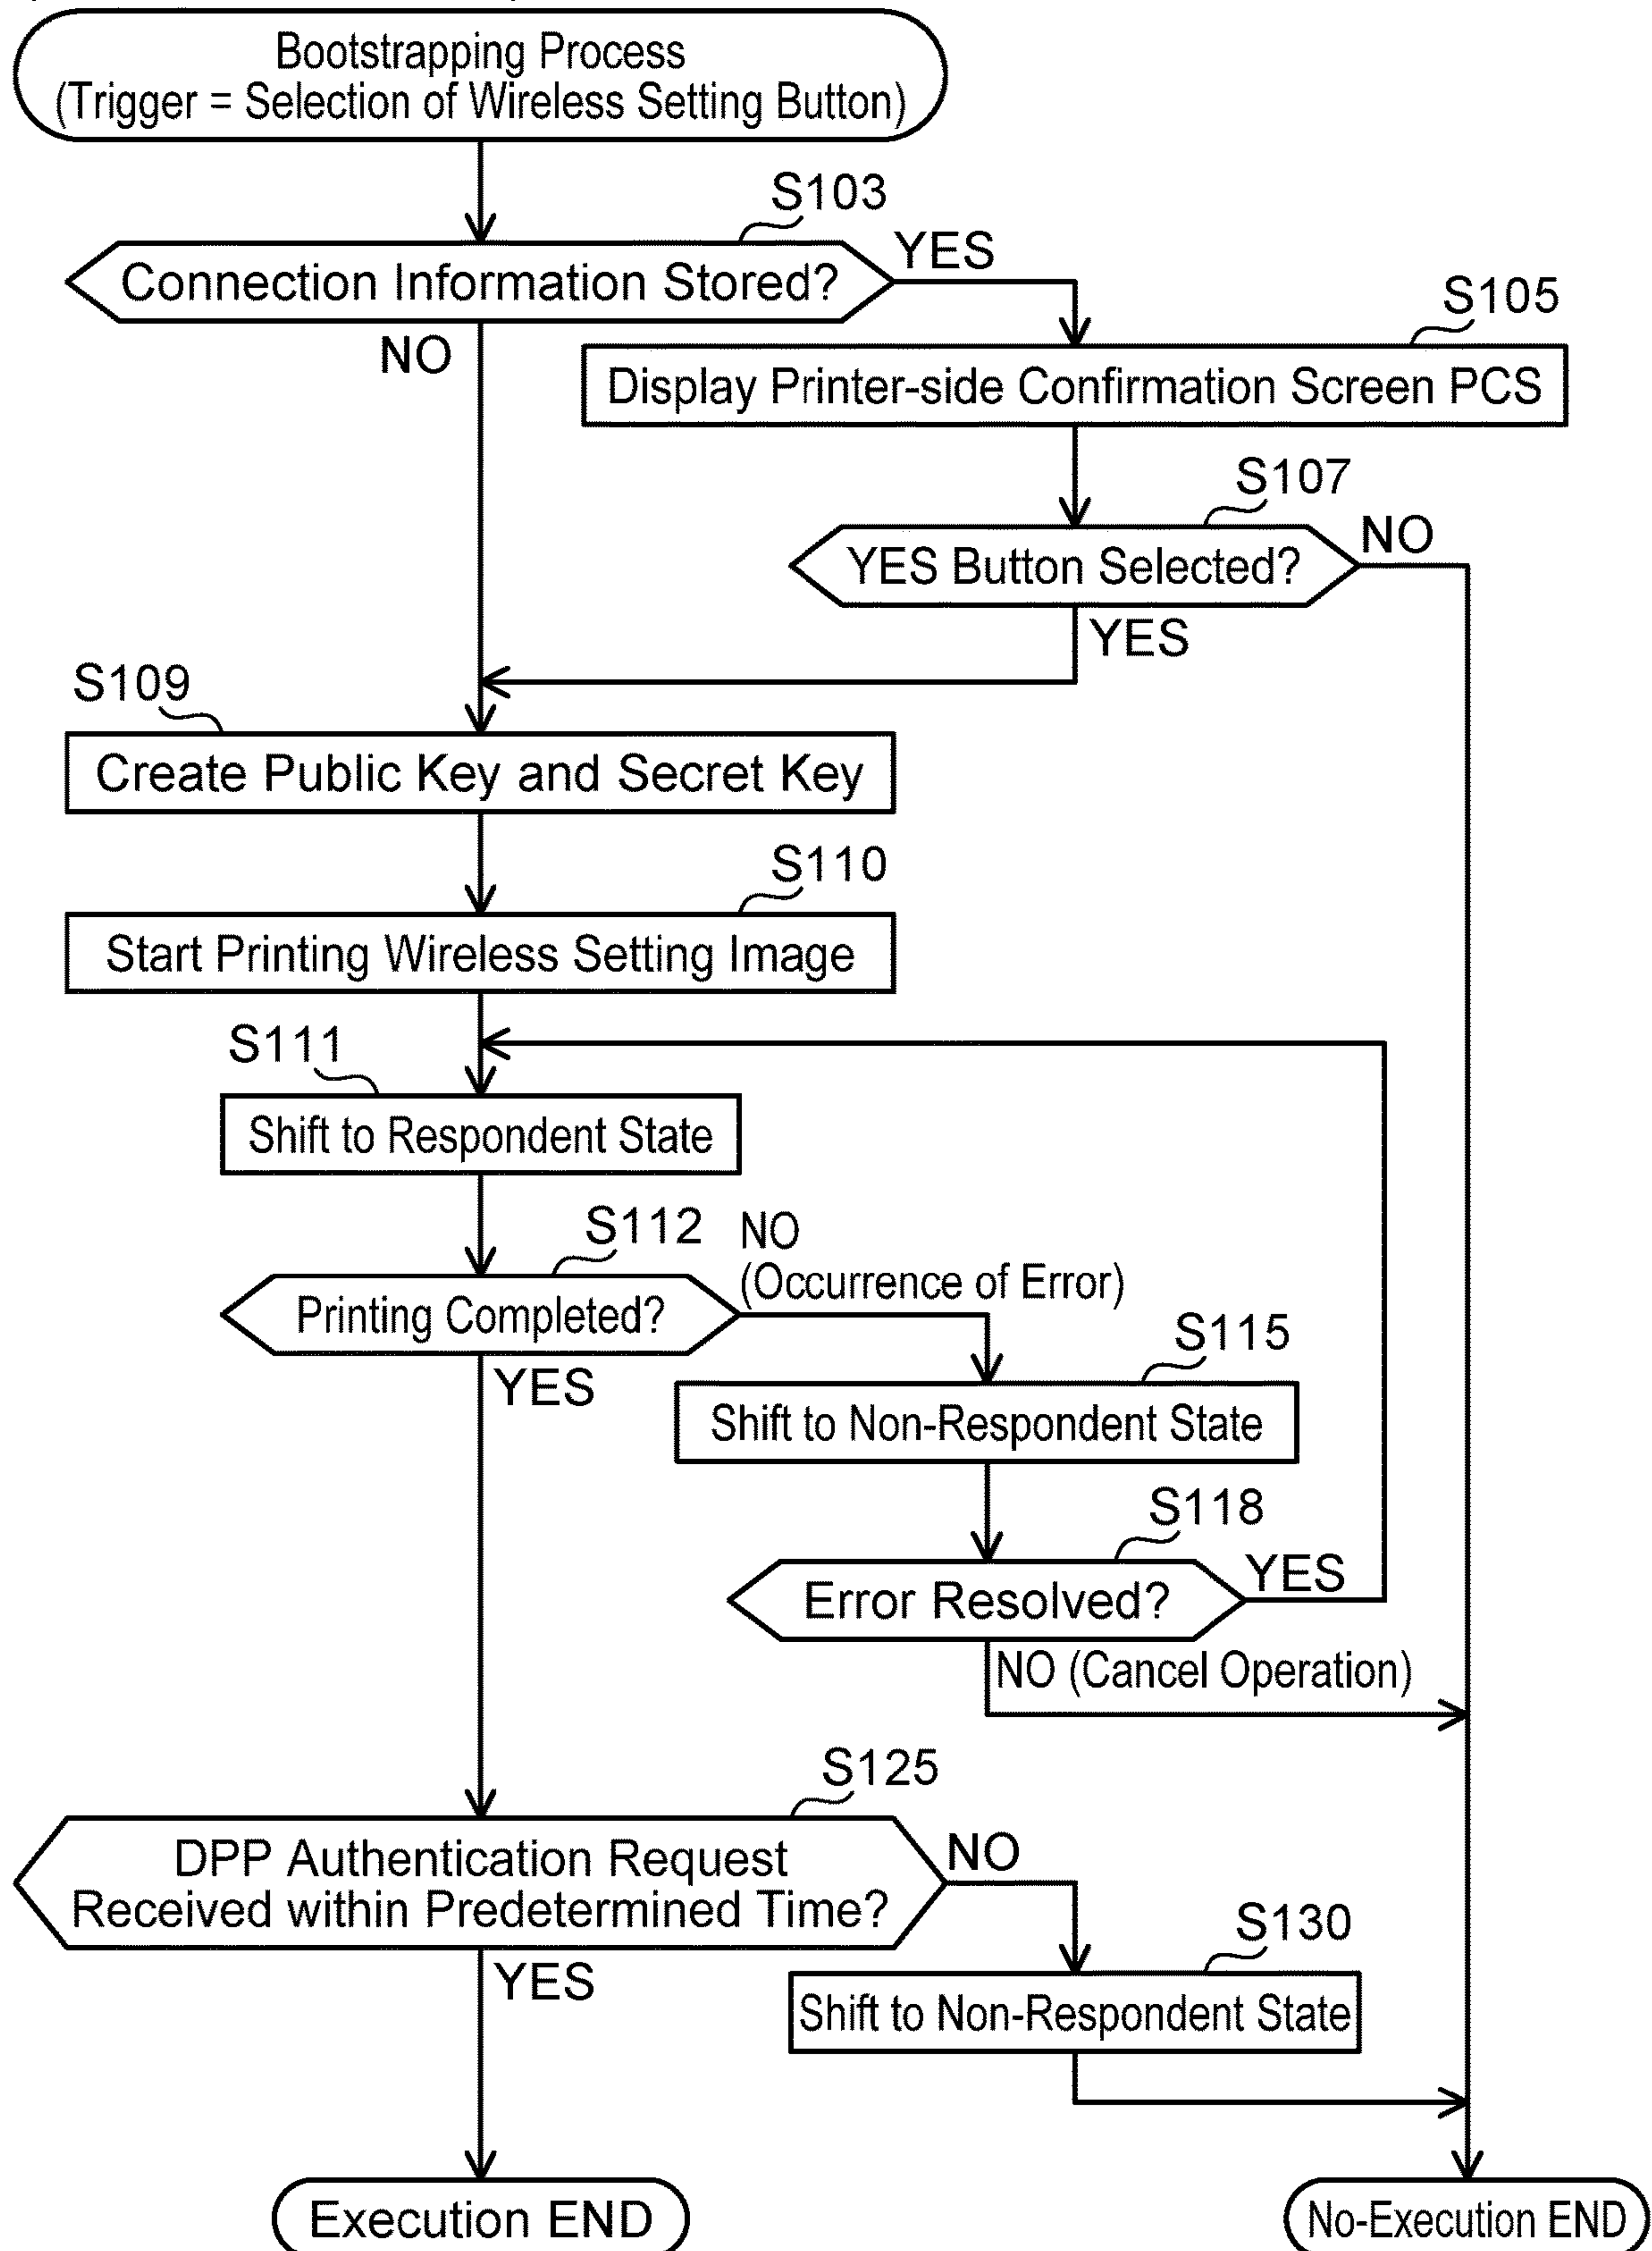 Bootstrapping Process
(Trigger = Selection of Wireless Setting Button)
S103
Connection Information Stored?
YES
NO
S105
Display Printer-side Confirmation Screen PCS
S107
YES Button Selected?
NO
YES
S109
Create Public Key and Secret Key
S110
Start Printing Wireless Setting Image
S111
Shift to Respondent State
S112
Printing Completed?
NO
(Occurrence of Error)
YES
S115
Shift to Non-Respondent State
S118
Error Resolved?
YES
NO (Cancel Operation)
S125
DPP Authentication Request
Received within Predetermined Time?
NO
YES
S130
Shift to Non-Respondent State
Execution END
No-Execution END